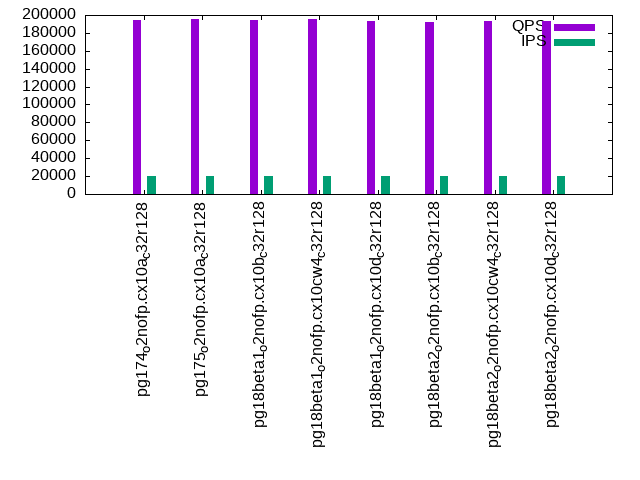 200000
180000
160000
140000
120000
100000
80000
60000
40000
20000
0
QPS
IPS
pg174o2nofp.cx10ac32r128
pg175o2nofp.cx10ac32r128
pg18beta1o2nofp.cx10bc32r128
pg18beta1o2nofp.cx10cw4c32r128
pg18beta1o2nofp.cx10dc32r128
pg18beta2o2nofp.cx10bc32r128
pg18beta2o2nofp.cx10cw4c32r128
pg18beta2o2nofp.cx10dc32r128